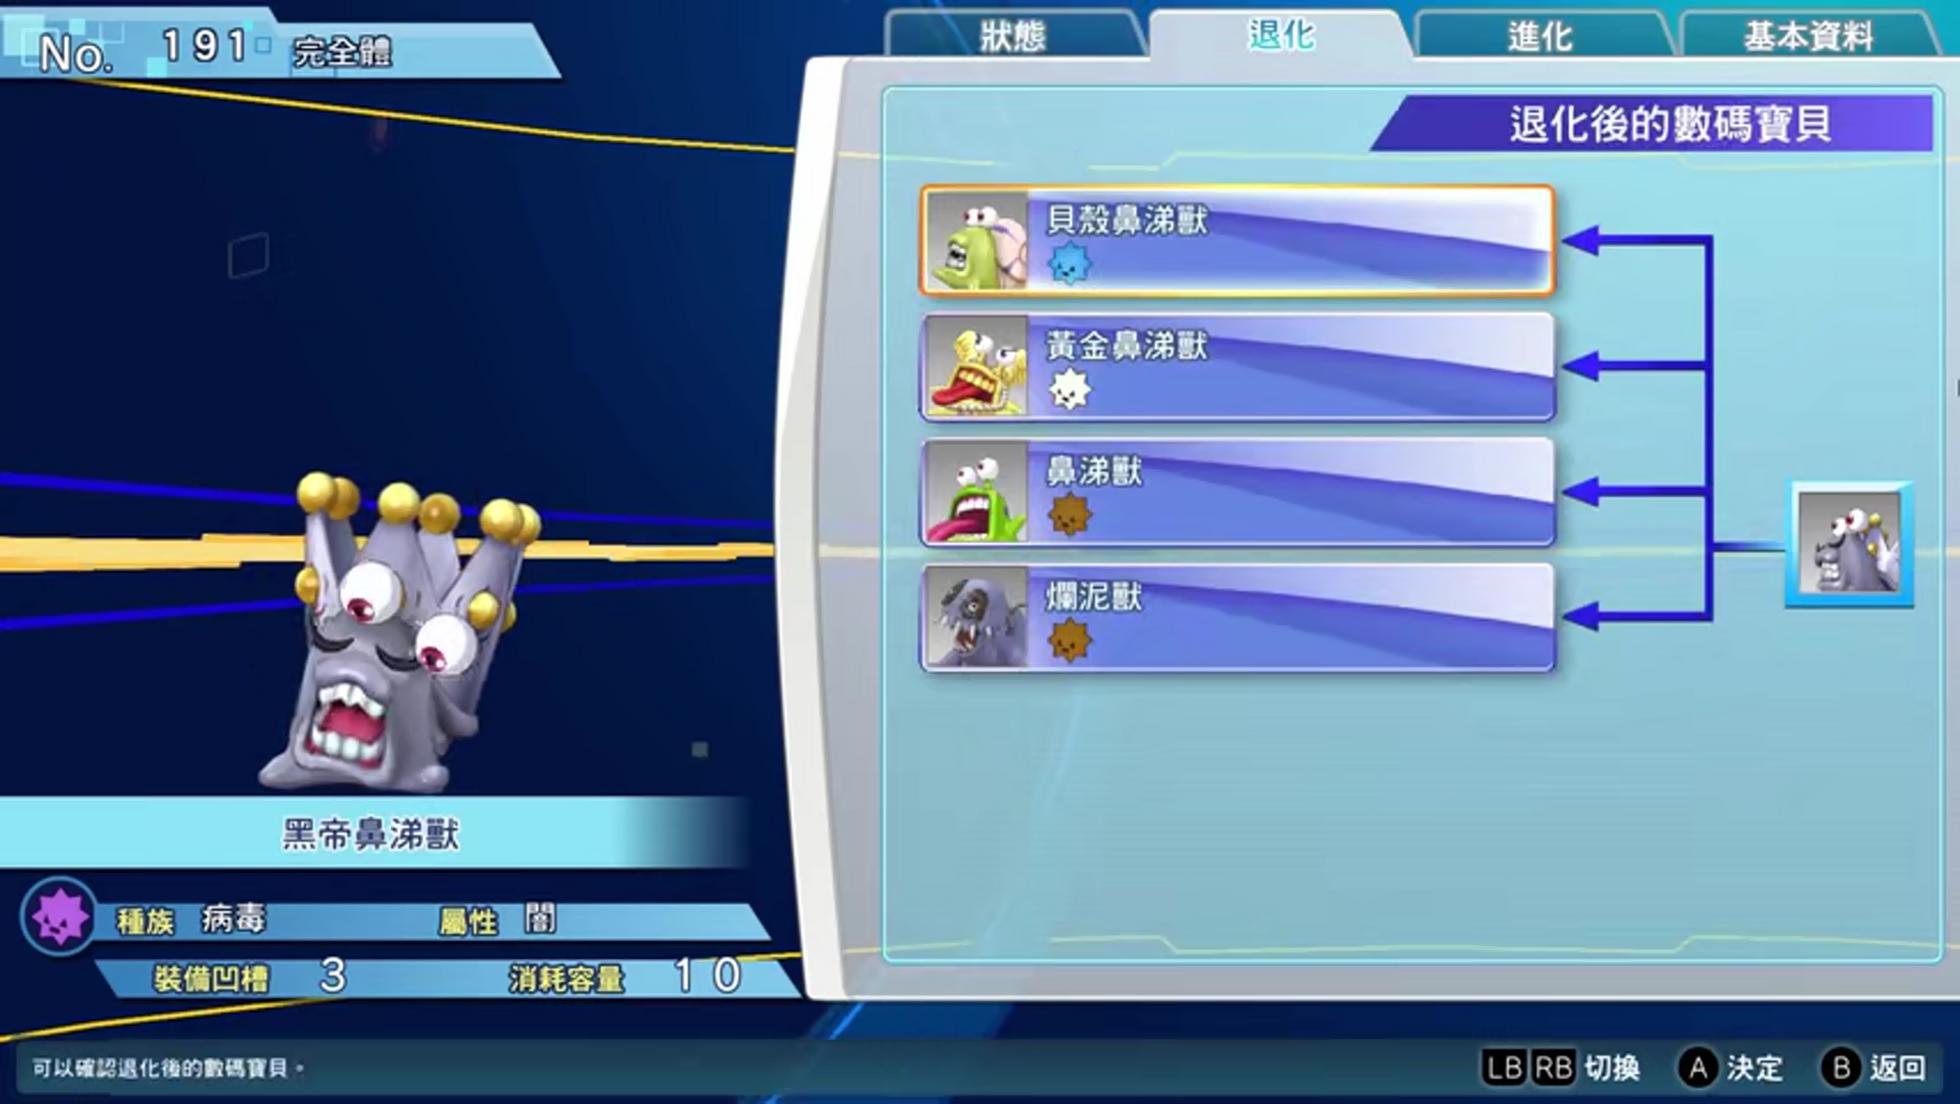 No. 191 完全體
狀態 退化 進化 基本資料
退化後的數碼寶貝
貝殼鼻涕獸
黃金鼻涕獸
鼻涕獸
爛泥獸
黑帝鼻涕獸
種族 病毒 屬性 闇
裝備凹槽 3 消耗容量 10
可以確認退化後的數碼寶貝。
LB RB 切換 A 決定 B 返回